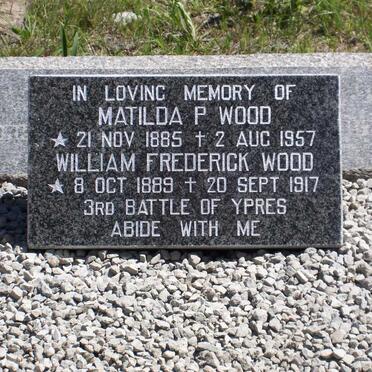 IN LOVING MEMORY OF
MATILDA P WOOD
★ 21 NOV 1885 ✝ 2 AUG 1957
WILLIAM FREDERICK WOOD
★ 8 OCT 1889 ✝ 20 SEPT 1917
3RD BATTLE OF YPRES
ABIDE WITH ME